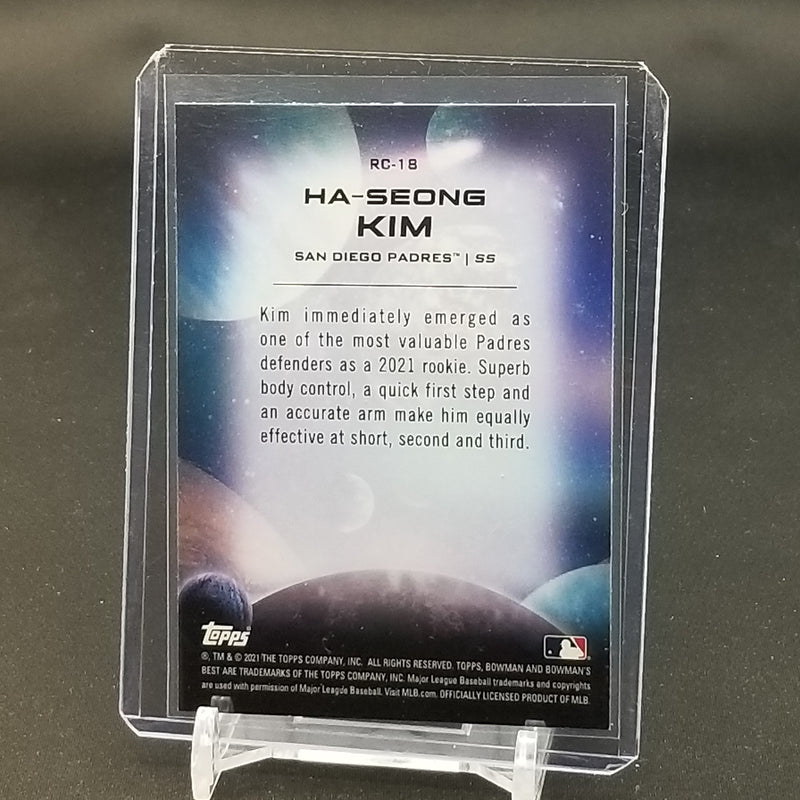 RC-18
HA-SEONG
KIM
SAN DIEGO PADRES™ | SS
Kim immediately emerged as
one of the most valuable Padres
defenders as a 2021 rookie. Superb
body control, a quick first step and
an accurate arm make him equally
effective at short, second and third.
Topps
®, TM & © 2021 THE TOPPS COMPANY, INC. ALL RIGHTS RESERVED. TOPPS, BOWMAN AND BOWMAN'S
BEST ARE TRADEMARKS OF THE TOPPS COMPANY, INC. Major League Baseball trademarks and copyrights
are used with permission of Major League Baseball. Visit MLB.com. OFFICIALLY LICENSED PRODUCT OF MLB.